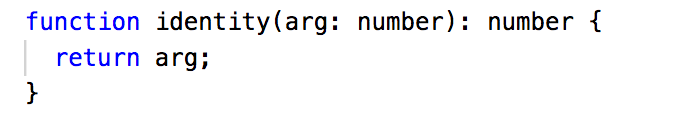 function identity(arg: number): number {
  return arg;
}